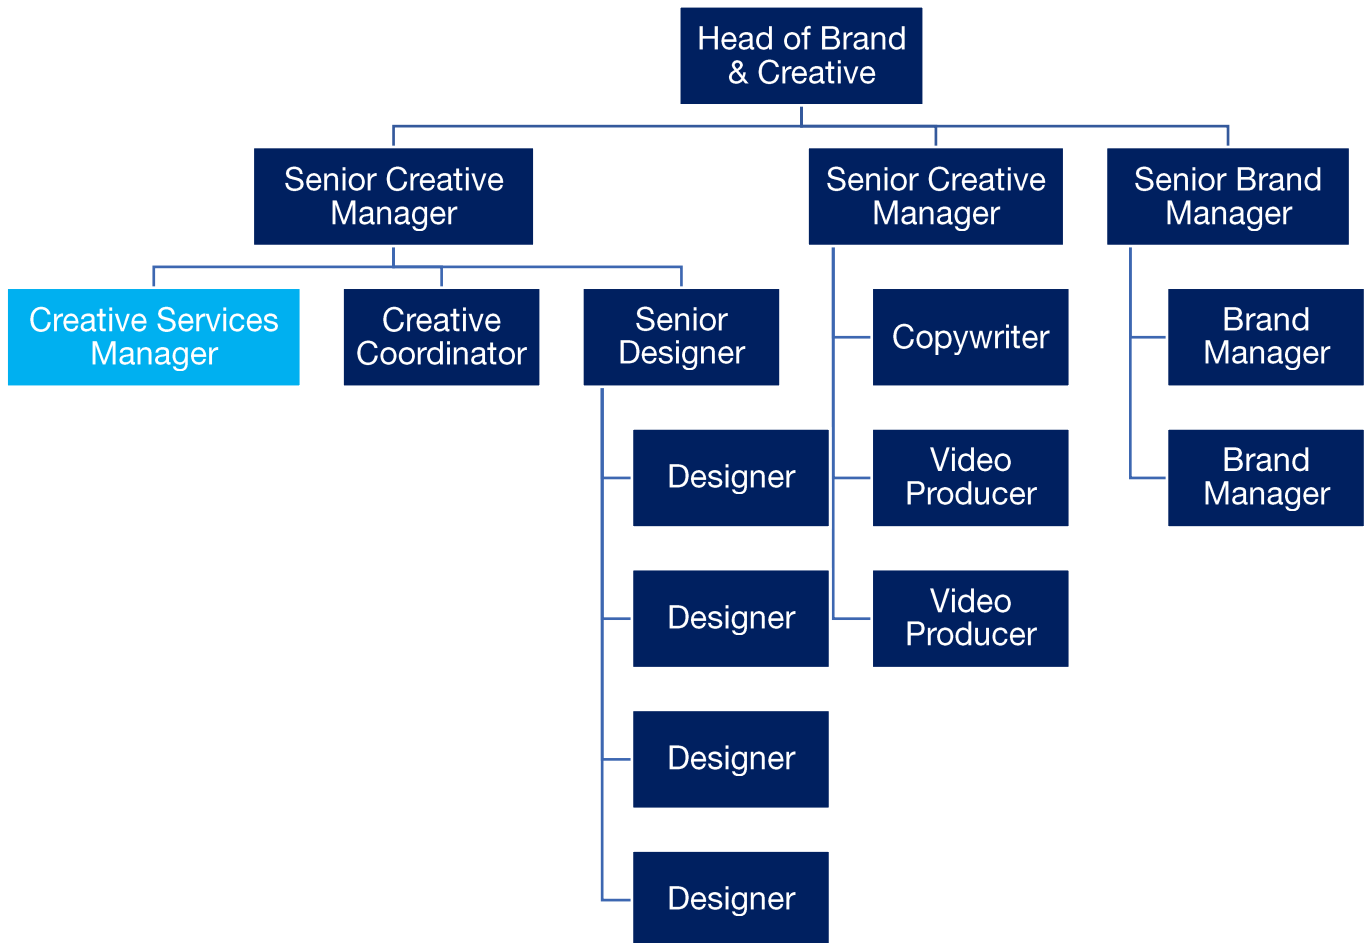 Head of Brand
& Creative
Senior Creative
Manager
Senior Creative
Manager
Senior Brand
Manager
Creative Services
Manager
Creative
Coordinator
Senior
Designer
Copywriter
Brand
Manager
Designer
Video
Producer
Brand
Manager
Designer
Video
Producer
Designer
Designer